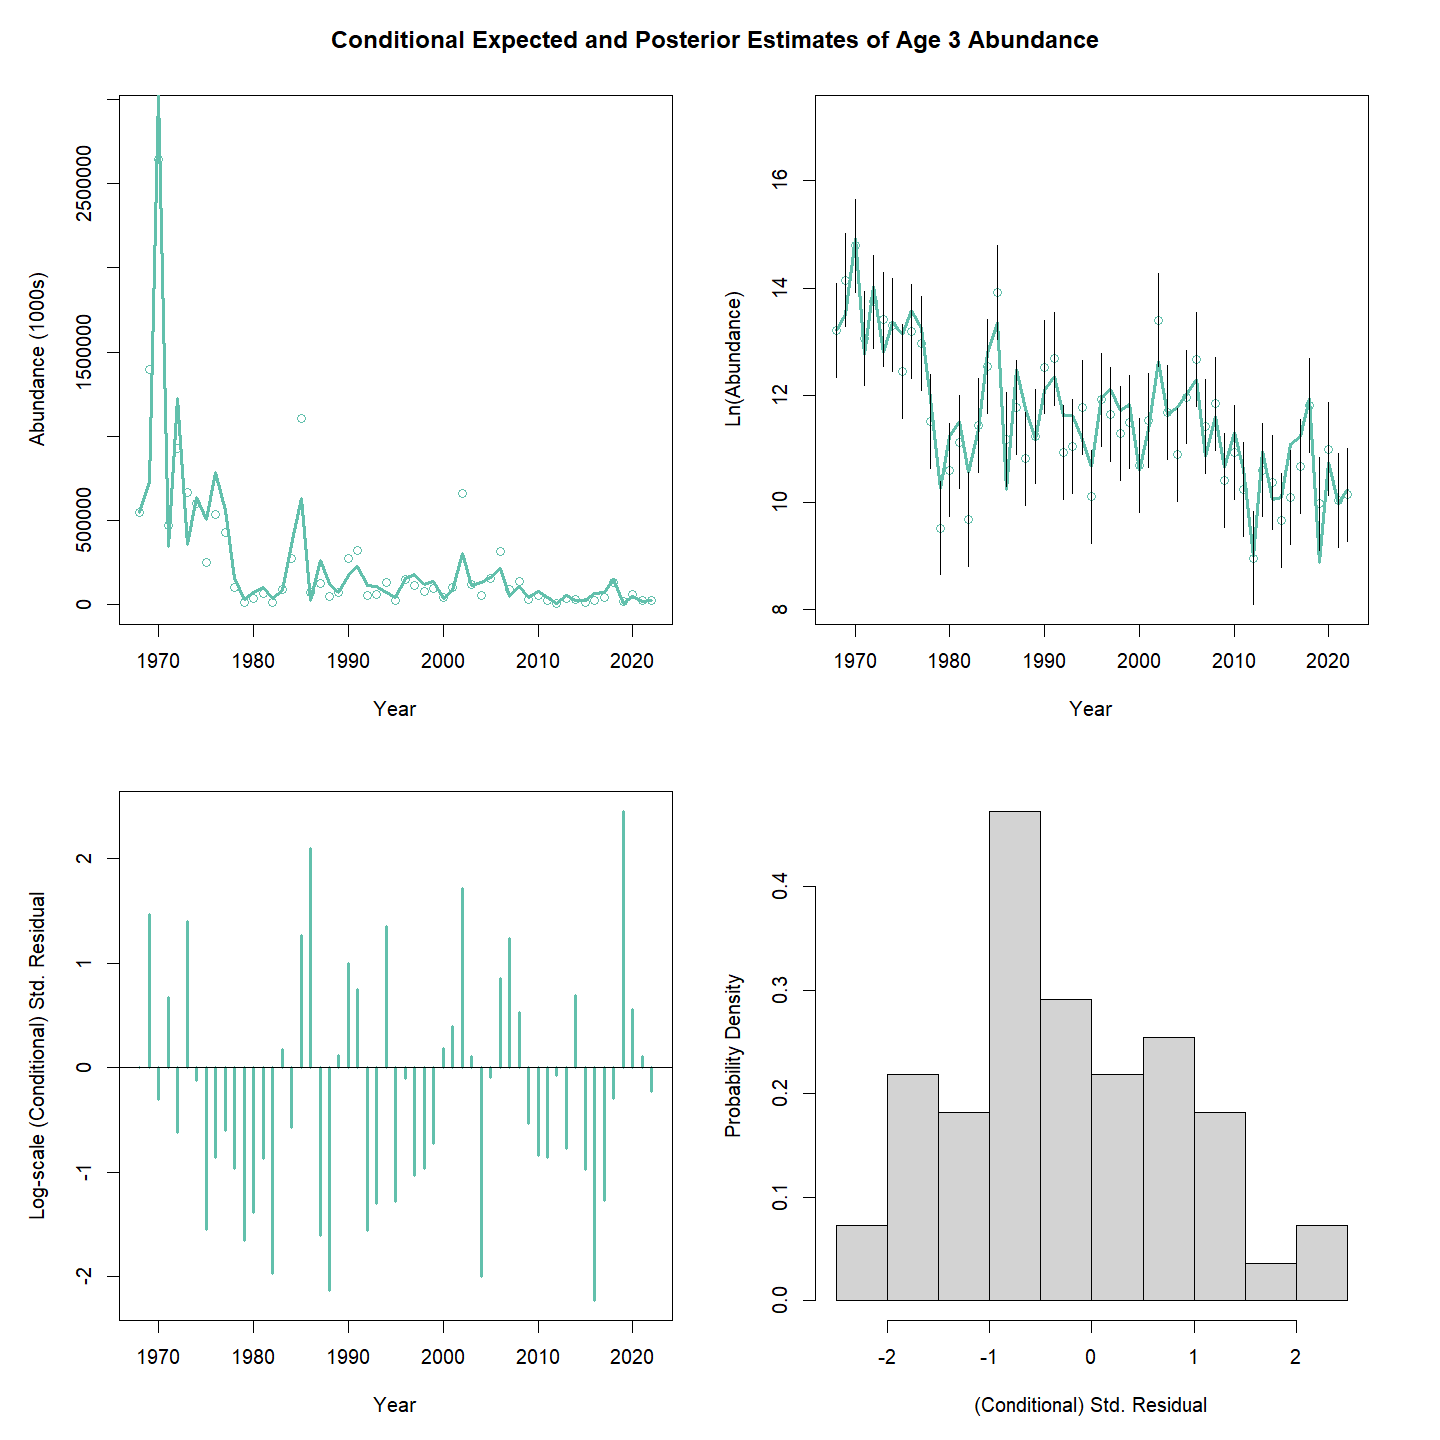 Conditional Expected and Posterior Estimates of Age 3 Abundance
Abundance (1000s)
0
500000
1500000
2500000
1970 1980 1990 2000 2010 2020
Year
Ln(Abundance)
8
10
12
14
16
1970 1980 1990 2000 2010 2020
Year
Log-scale (Conditional) Std. Residual
-2
-1
0
1
2
1970 1980 1990 2000 2010 2020
Year
Probability Density
0.0
0.1
0.2
0.3
0.4
-2 -1 0 1 2
(Conditional) Std. Residual